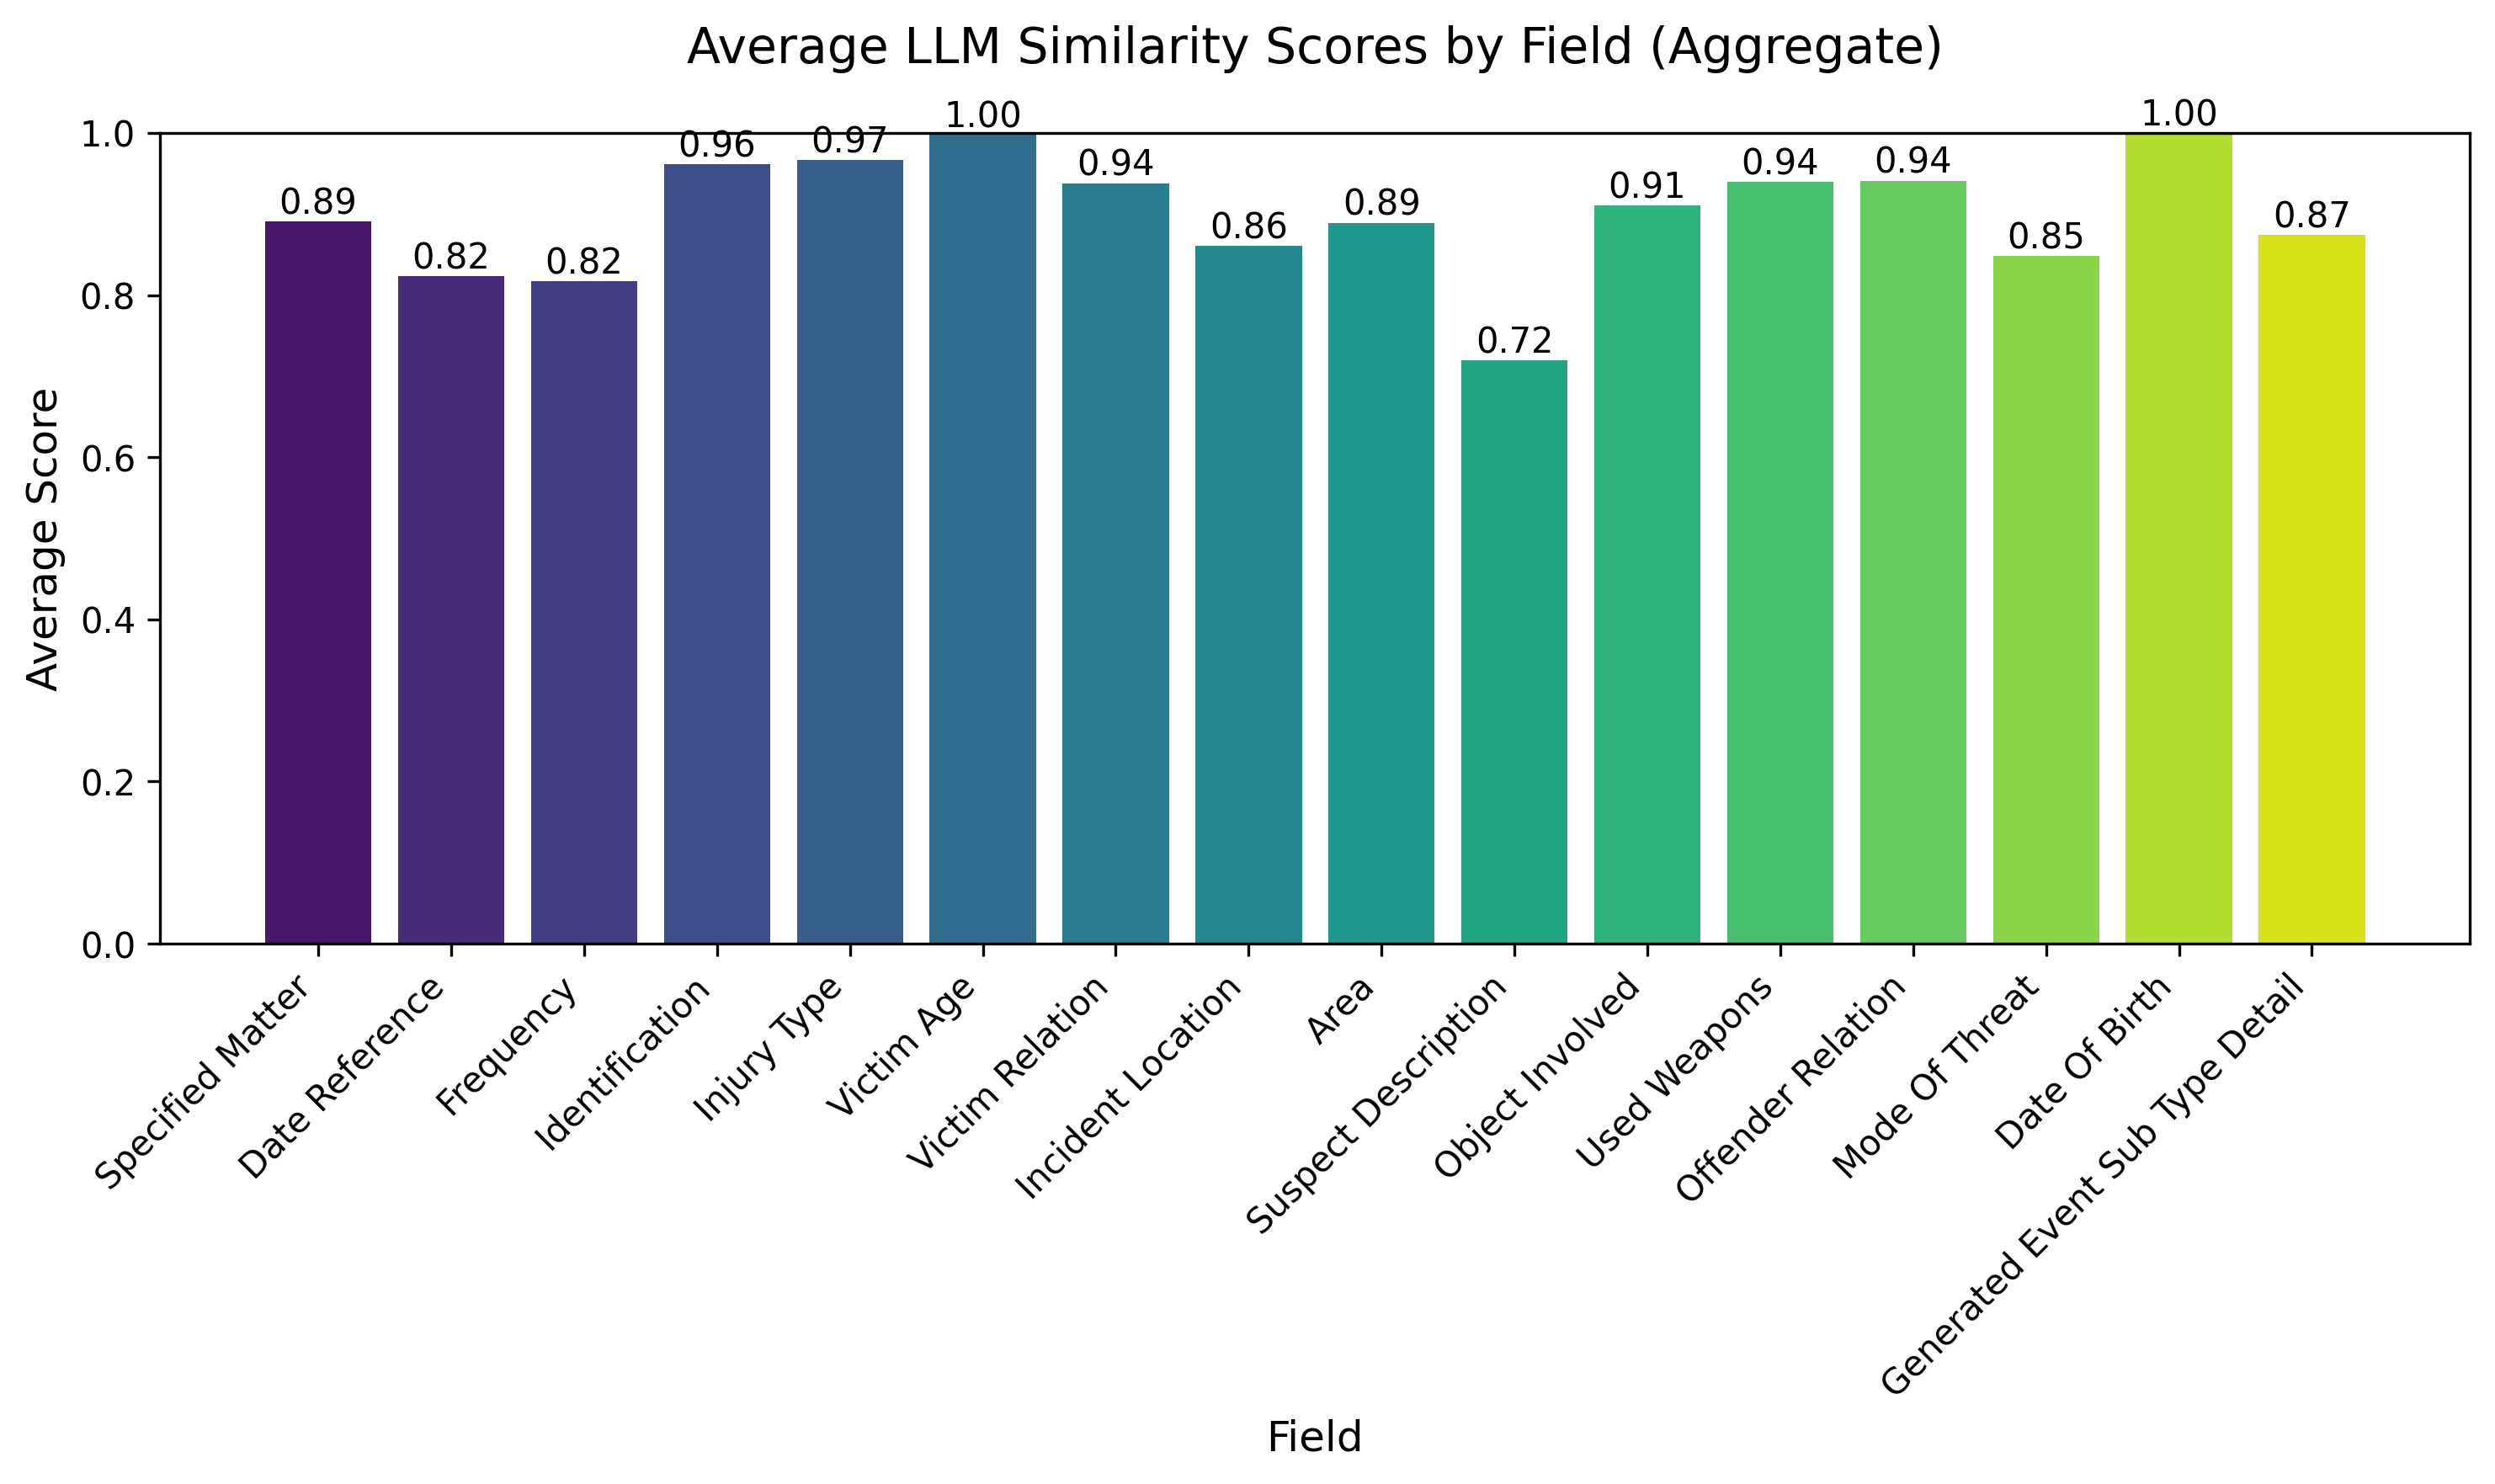 Average LLM Similarity Scores by Field (Aggregate)
Average Score
1.0
0.8
0.6
0.4
0.2
0.0
0.89
0.82
0.82
0.96
0.97
1.00
0.94
0.86
0.89
0.72
0.91
0.94
0.94
0.85
1.00
0.87
Specified Matter
Date Reference
Frequency
Identification
Injury Type
Victim Age
Victim Relation
Incident Location
Area
Suspect Description
Object Involved
Used Weapons
Offender Relation
Mode Of Threat
Date Of Birth
Generated Event Sub Type Detail
Field